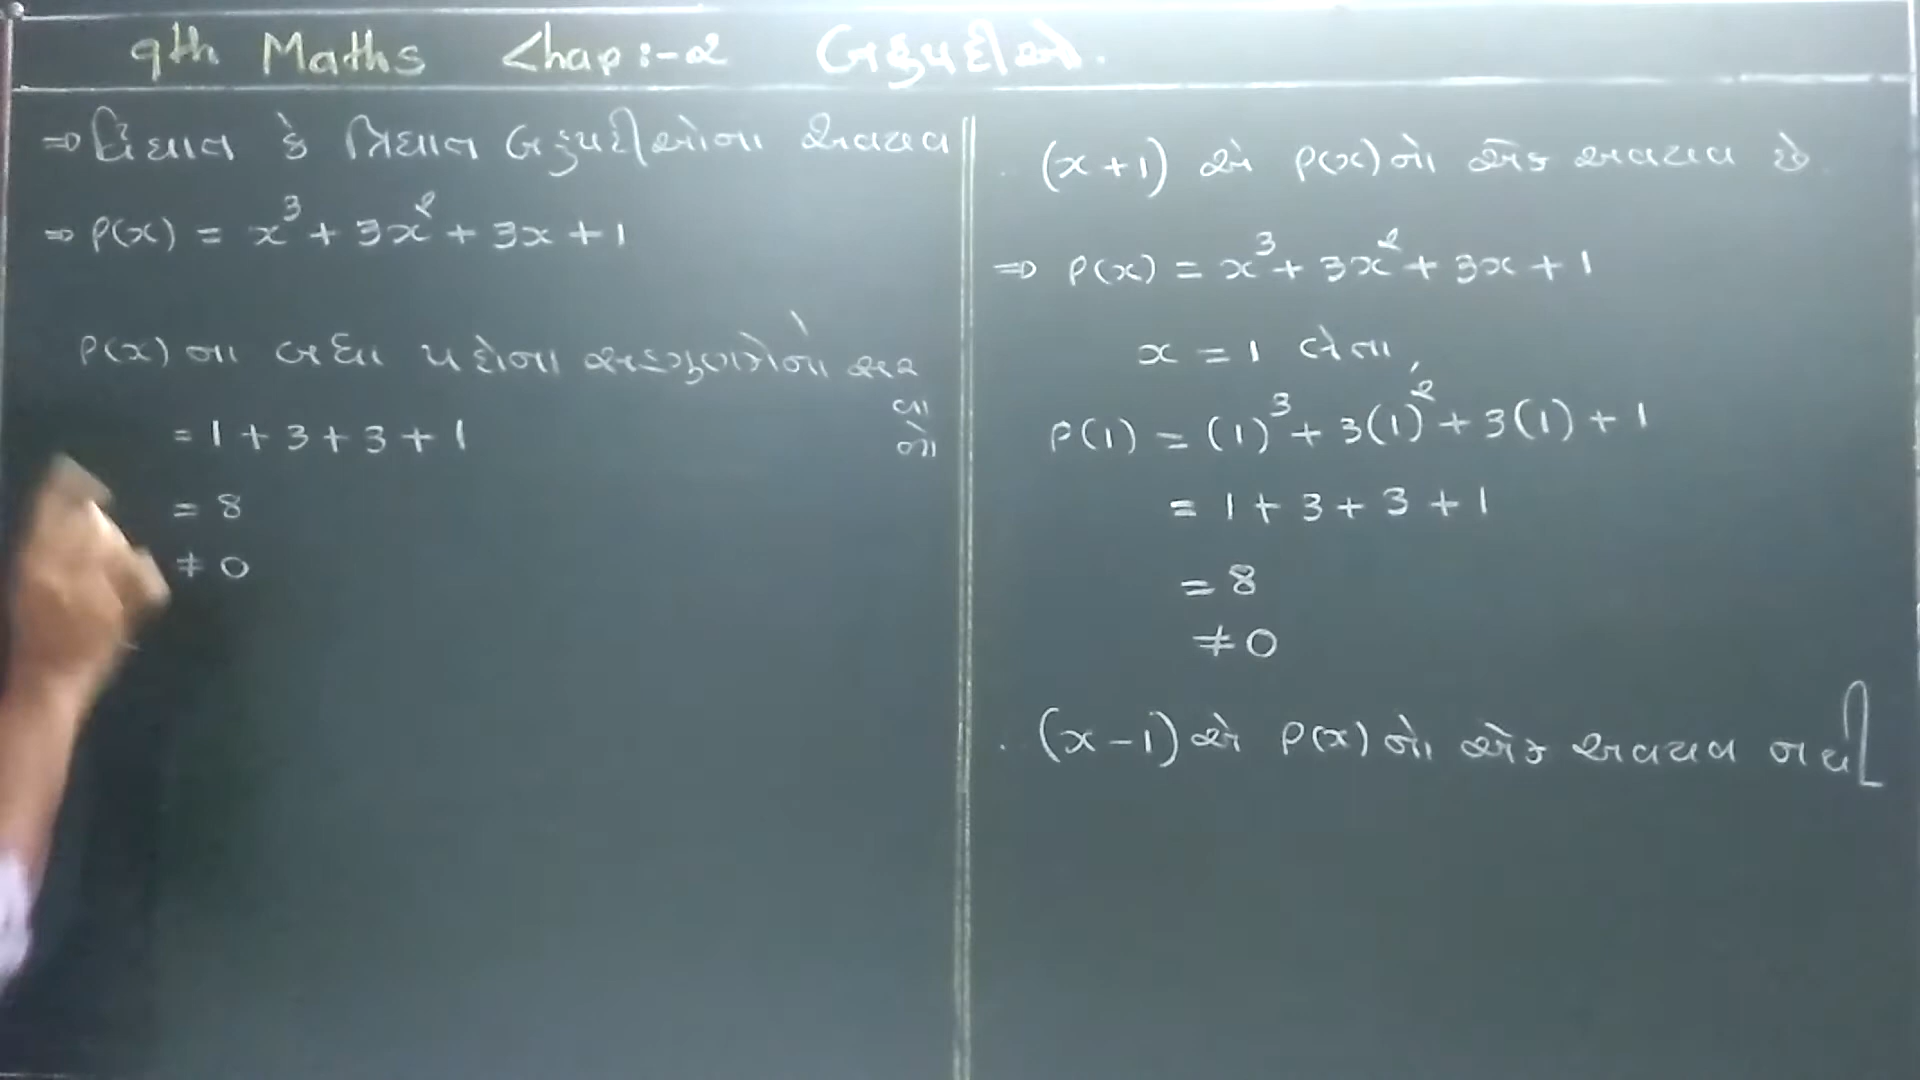 9th Maths Chap:-2 બહુપદીઓ.
⇒ દ્વિઘાત કે ત્રિઘાત બહુપદીઓના અવયવ
⇒ P(x) = x³ + 3x² + 3x + 1
P(x) ના બધા પદોના સહગુણકોનો સર
વા
ળો
= 1 + 3 + 3 + 1
= 8
≠ 0
. (x + 1) એ P(x) નો એક અવયવ છે
⇒ P(x) = x³ + 3x² + 3x + 1
x = 1 લેતા,
P(1) = (1)³ + 3(1)² + 3(1) + 1
= 1 + 3 + 3 + 1
= 8
≠ 0
. (x - 1) એ P(x) નો એક અવયવ નથી